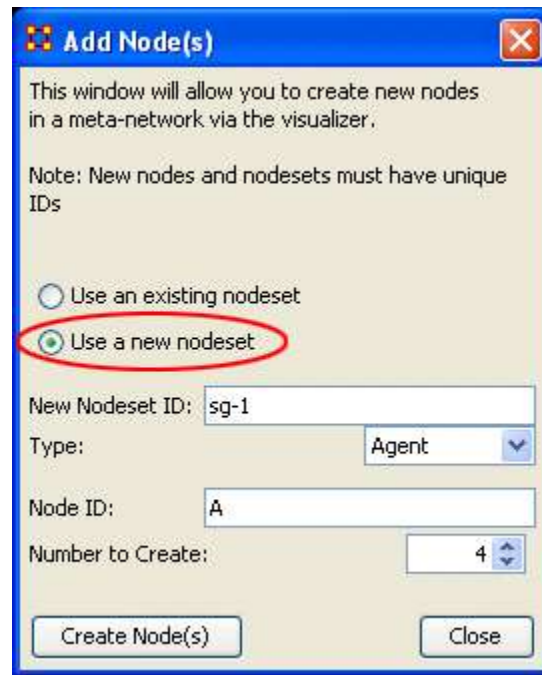 Add Node(s)
This window will allow you to create new nodes
in a meta-network via the visualizer.
Note: New nodes and nodesets must have unique
IDs
Use an existing nodeset
Use a new nodeset
New Nodeset ID: sg-1
Type: Agent
Node ID: A
Number to Create: 4
Create Node(s) Close